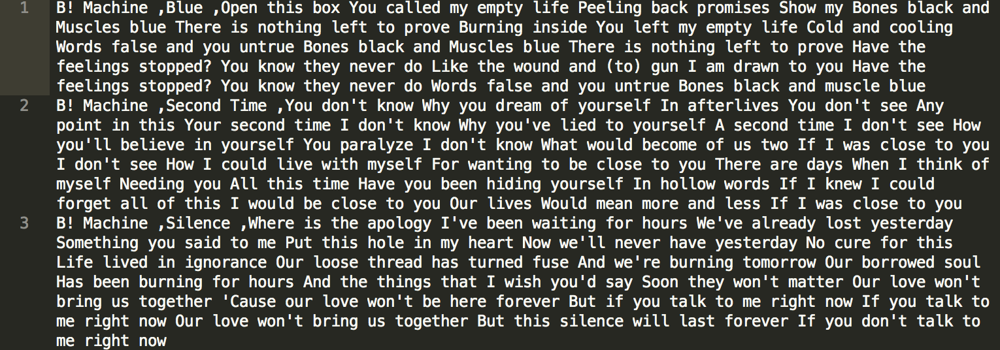 1 B! Machine ,Blue ,Open this box You called my empty life Peeling back promises Show my Bones black and
Muscles blue There is nothing left to prove Burning inside You left my empty life Cold and cooling
Words false and you untrue Bones black and Muscles blue There is nothing left to prove Have the
feelings stopped? You know they never do Like the wound and (to) gun I am drawn to you Have the
feelings stopped? You know they never do Words false and you untrue Bones black and muscle blue
2 B! Machine ,Second Time ,You don't know Why you dream of yourself In afterlives You don't see Any
point in this Your second time I don't know Why you've lied to yourself A second time I don't see How
you'll believe in yourself You paralyze I don't know What would become of us two If I was close to you
I don't see How I could live with myself For wanting to be close to you There are days When I think of
myself Needing you All this time Have you been hiding yourself In hollow words If I knew I could
forget all of this I would be close to you Our lives Would mean more and less If I was close to you
3 B! Machine ,Silence ,Where is the apology I've been waiting for hours We've already lost yesterday
Something you said to me Put this hole in my heart Now we'll never have yesterday No cure for this
Life lived in ignorance Our loose thread has turned fuse And we're burning tomorrow Our borrowed soul
Has been burning for hours And the things that I wish you'd say Soon they won't matter Our love won't
bring us together 'Cause our love won't be here forever But if you talk to me right now If you talk to
me right now Our love won't bring us together But this silence will last forever If you don't talk to
me right now